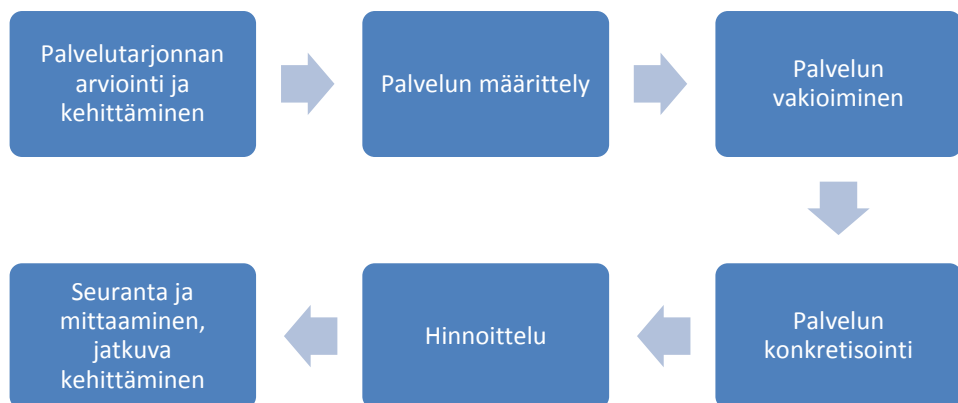 Palvelutarjonnan
arviointi ja
kehittäminen
Palvelun määrittely
Palvelun
vakioiminen
Palvelun
konkretisointi
Hinnoittelu
Seuranta ja
mittaaminen,
jatkuva
kehittäminen